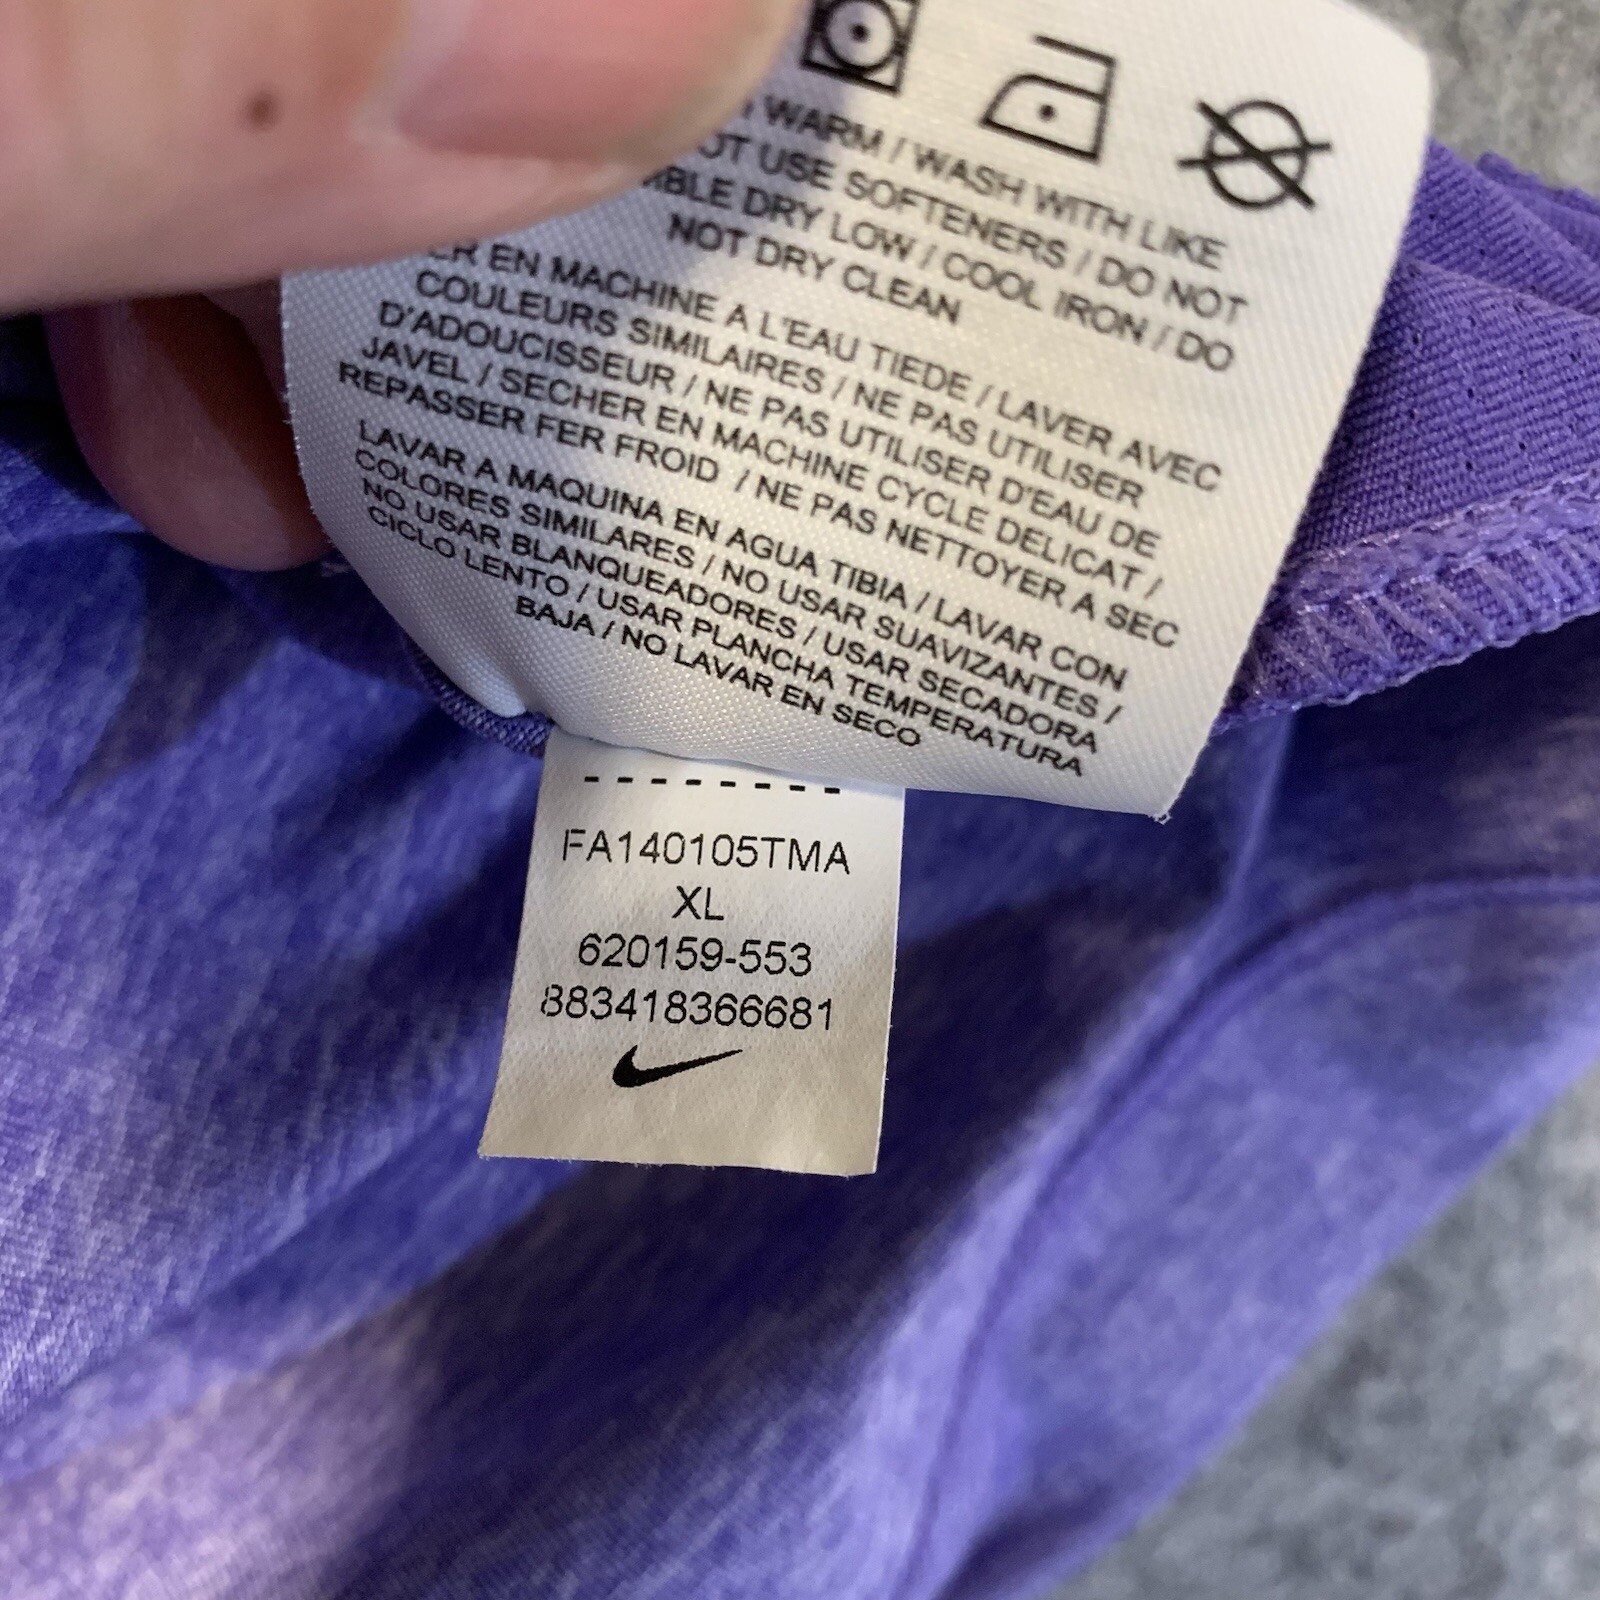 WARM / WASH WITH LIKE
USE SOFTENERS / DO NOT
DRY LOW / COOL IRON / DO
NOT DRY CLEAN
EN MACHINE A L'EAU TIEDE / LAVER AVEC
COULEURS SIMILAIRES / NE PAS UTILISER
D'ADOUCISSEUR / NE PAS UTILISER D'EAU DE
JAVEL / SECHER EN MACHINE CYCLE DELICAT /
REPASSER FER FROID / NE PAS NETTOYER A SEC
LAVAR A MAQUINA EN AGUA TIBIA / LAVAR CON
COLORES SIMILARES / NO USAR SUAVIZANTES /
NO USAR BLANQUEADORES / USAR SECADORA
CICLO LENTO / USAR PLANCHA TEMPERATURA
BAJA / NO LAVAR EN SECO
FA140105TMA
XL
620159-553
883418366681